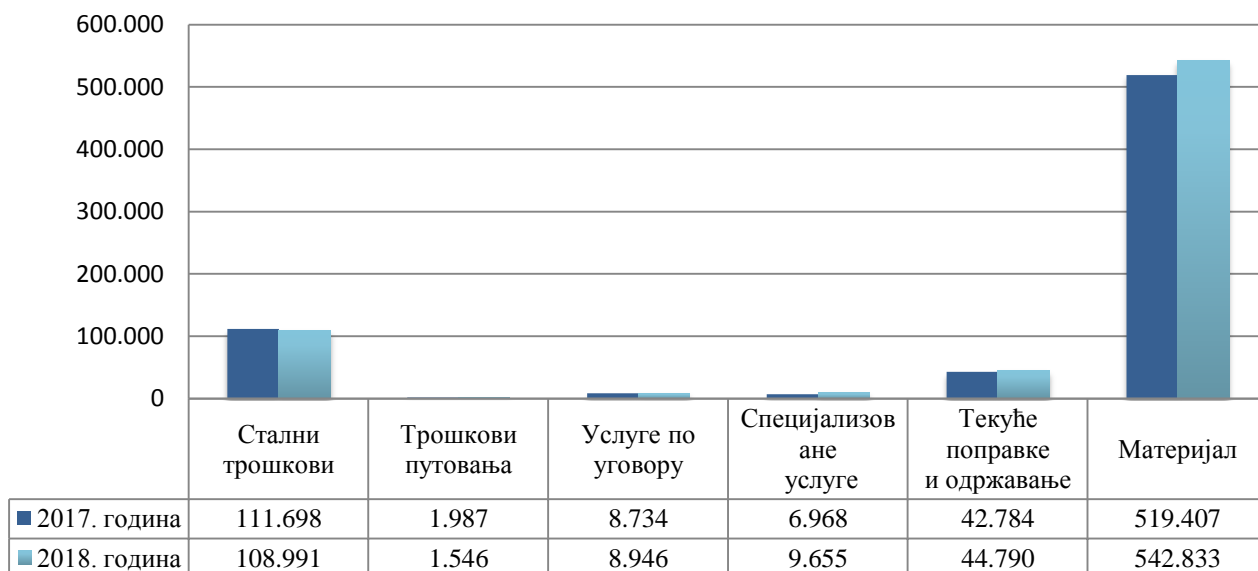 600.000
500.000
400.000
300.000
200.000
100.000
0
Стални
трошкови
Трошкови
путовања
Услуге по
уговору
Специјализов
ане
услуге
Текуће
поправке
и одржавање
Материјал
2017. година 111.698 1.987 8.734 6.968 42.784 519.407
2018. година 108.991 1.546 8.946 9.655 44.790 542.833